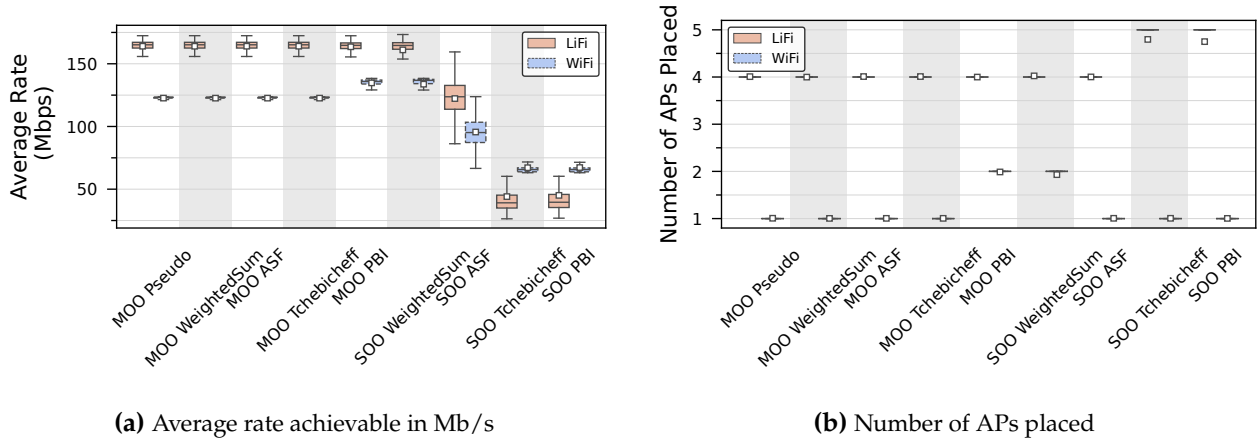 Average Rate
(Mbps)
150
100
50
LiFi
WiFi
MOO Pseudo
MOO WeightedSum
MOO ASF
MOO Tchebicheff
MOO PBI
SOO WeightedSum
SOO ASF
SOO Tchebicheff
SOO PBI
(a) Average rate achievable in Mb/s
Number of APs Placed
5
4
3
2
1
LiFi
WiFi
MOO Pseudo
MOO WeightedSum
MOO ASF
MOO Tchebicheff
MOO PBI
SOO WeightedSum
SOO ASF
SOO Tchebicheff
SOO PBI
(b) Number of APs placed